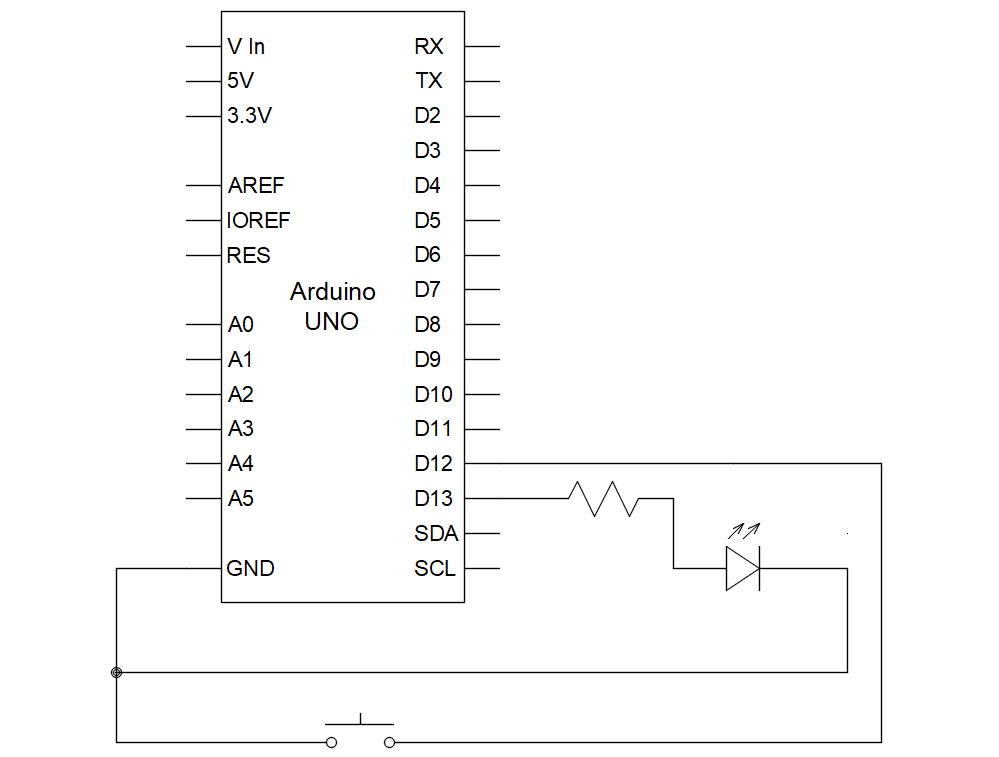 V In
RX
5V
TX
3.3V
D2
D3
AREF
D4
IOREF
D5
RES
D6
Arduino
UNO
D7
A0
D8
A1
D9
A2
D10
A3
D11
A4
D12
A5
D13
SDA
GND
SCL